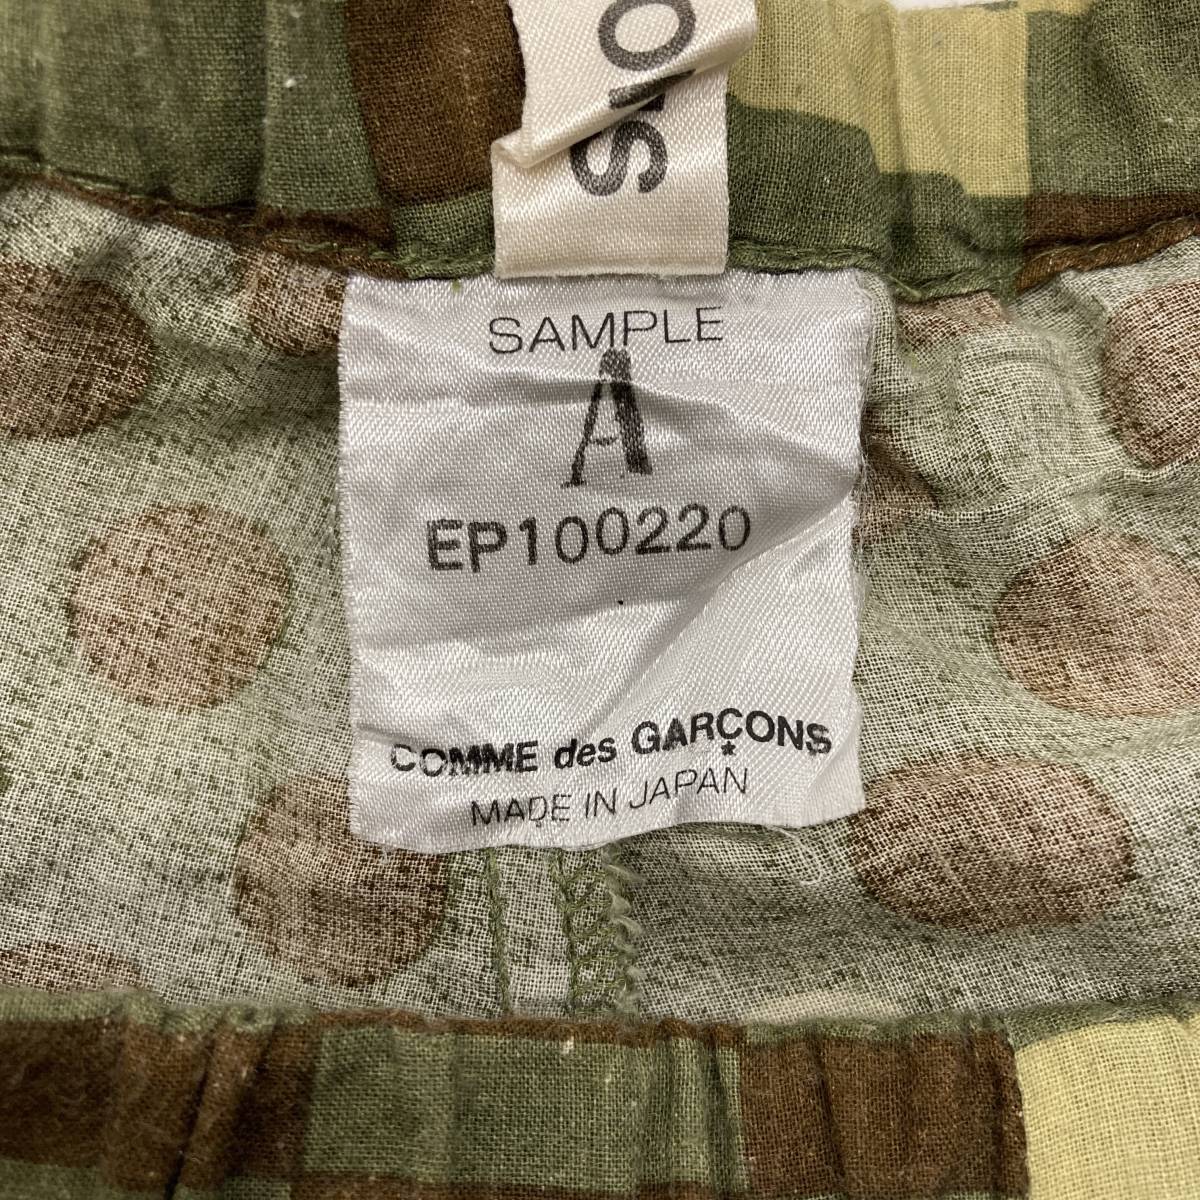 SAMPLE
A
EP100220
COMME des GARÇONS
MADE IN JAPAN